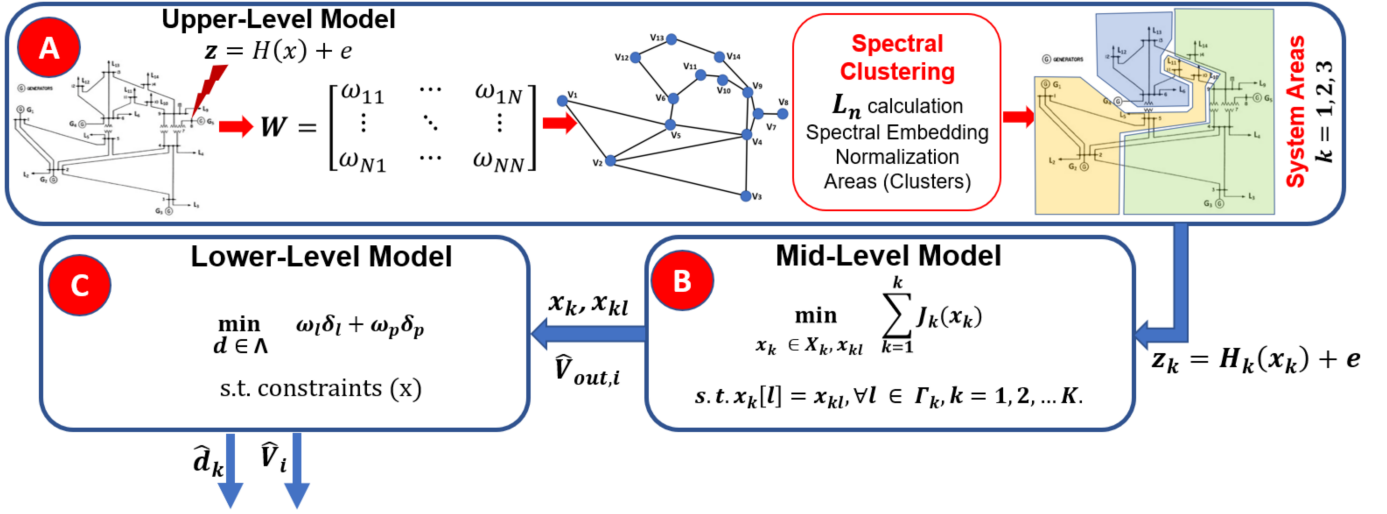 A
Upper-Level Model
z = H(x) + e
G GENERATORS
W = [ω11 ⋯ ω1N
⋮ ⋱ ⋮
ωN1 ⋯ ωNN]
V13
V12
V14
V11
V1
V6
V10
V9
V8
V7
V5
V4
V2
V3
Spectral
Clustering
Ln calculation
Spectral Embedding
Normalization
Areas (Clusters)
G GENERATORS
System Areas
k = 1, 2, 3
C
Lower-Level Model
min ωlδl + ωpδp
d ∈ Λ
s.t. constraints (x)
xk, xkl
V̂out,i
B
Mid-Level Model
k
min ∑ Jk(xk)
xk ∈ Xk, xkl k=1
s. t. xk[l] = xkl, ∀l ∈ Γk, k = 1, 2, … K.
zk = Hk(xk) + e
d̂k V̂i